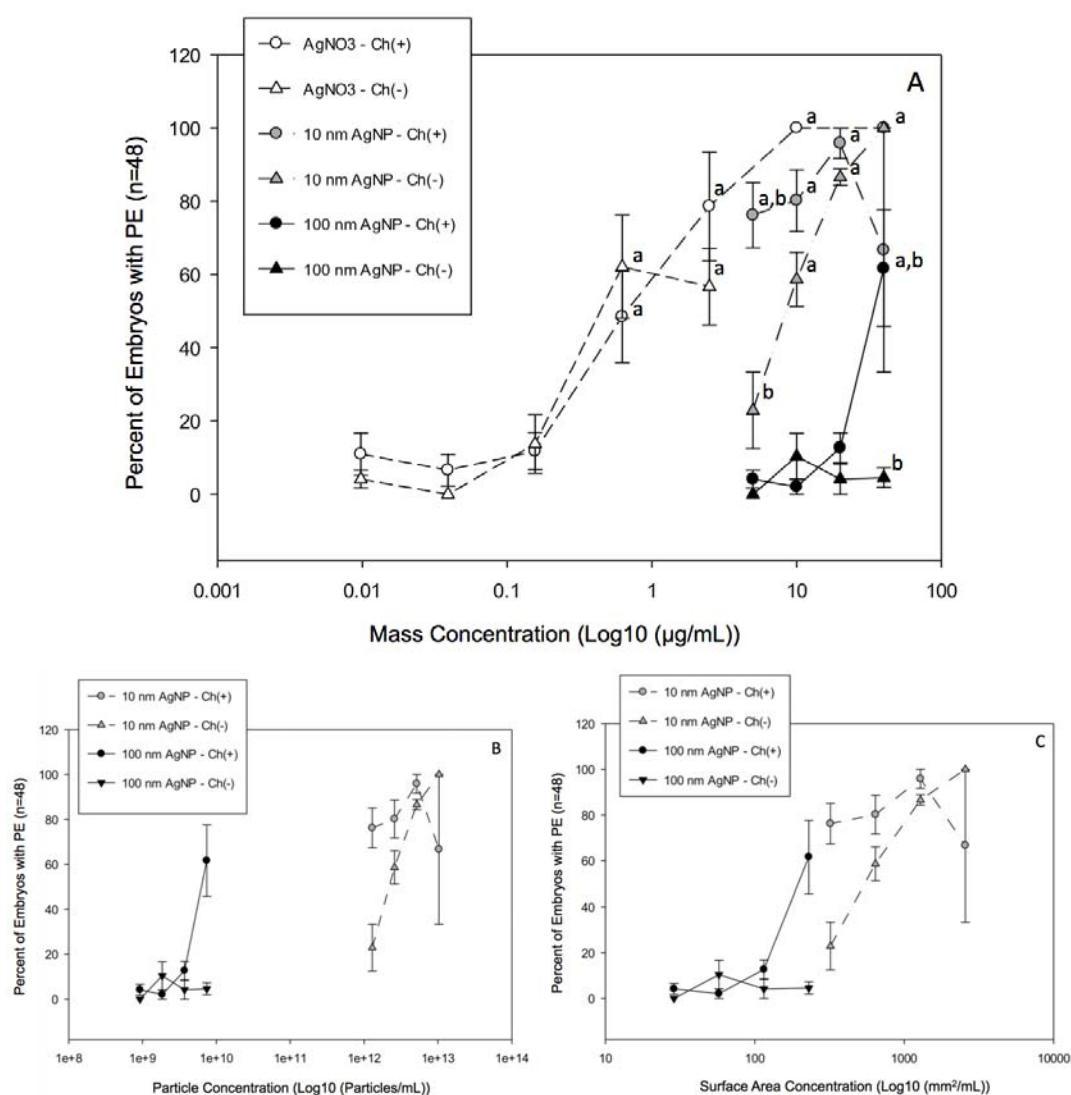 AgNO3 - Ch(+)
AgNO3 - Ch(-)
10 nm AgNP - Ch(+)
10 nm AgNP - Ch(-)
100 nm AgNP - Ch(+)
100 nm AgNP - Ch(-)
A
Percent of Embryos with PE (n=48)
120
100
80
60
40
20
0
a
a
a
a
a
a
a,b
a
a
a
a
a,b
b
b
0.001
0.01
0.1
1
10
100
Mass Concentration (Log10 (µg/mL))
10 nm AgNP - Ch(+)
10 nm AgNP - Ch(-)
100 nm AgNP - Ch(+)
100 nm AgNP - Ch(-)
B
Percent of Embryos with PE (n=48)
120
100
80
60
40
20
0
1e+8
1e+9
1e+10
1e+11
1e+12
1e+13
1e+14
Particle Concentration (Log10 (Particles/mL))
10 nm AgNP - Ch(+)
10 nm AgNP - Ch(-)
100 nm AgNP - Ch(+)
100 nm AgNP - Ch(-)
C
Percent of Embryos with PE (n=48)
120
100
80
60
40
20
0
10
100
1000
10000
Surface Area Concentration (Log10 (mm²/mL))